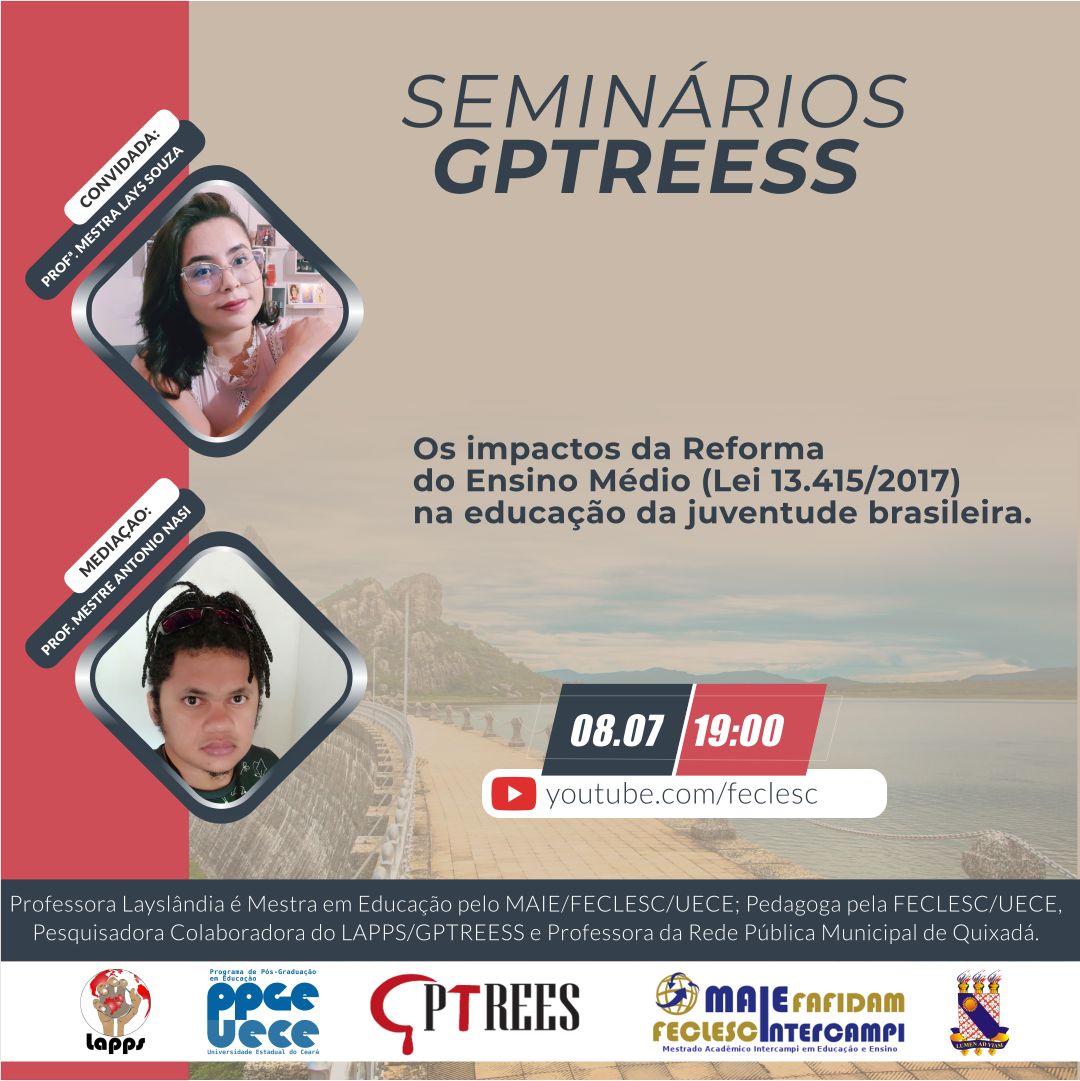 SEMINÁRIOS
GPTREESS
CONVIDADA:
PROFª. MESTRA LAYS SOUZA
Os impactos da Reforma
do Ensino Médio (Lei 13.415/2017)
na educação da juventude brasileira.
MEDIAÇAO:
PROF. MESTRE ANTONIO NASI
08.07 19:00
youtube.com/feclesc
Professora Layslândia é Mestra em Educação pelo MAIE/FECLESC/UECE; Pedagoga pela FECLESC/UECE,
Pesquisadora Colaboradora do LAPPS/GPTREESS e Professora da Rede Pública Municipal de Quixadá.
Lapps
Programa de Pós-Graduação
em Educação
PPGE
UECE
Universidade Estadual do Ceará
GPTREES
MAIE FAFIDAM
FECLESC INTERCAMPI
Mestrado Acadêmico Intercampi em Educação e Ensino
LUMEN AD VIAM